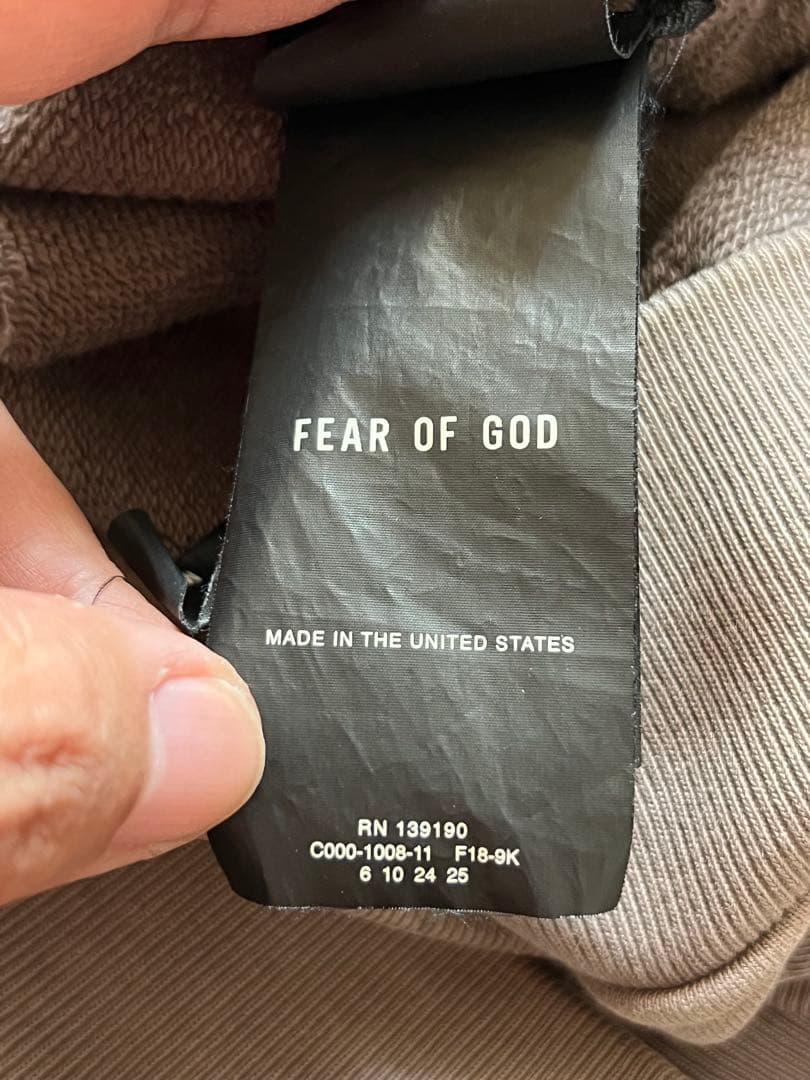 FEAR OF GOD
MADE IN THE UNITED STATES
RN 139190
C000-1008-11 F18-9K
6 10 24 25